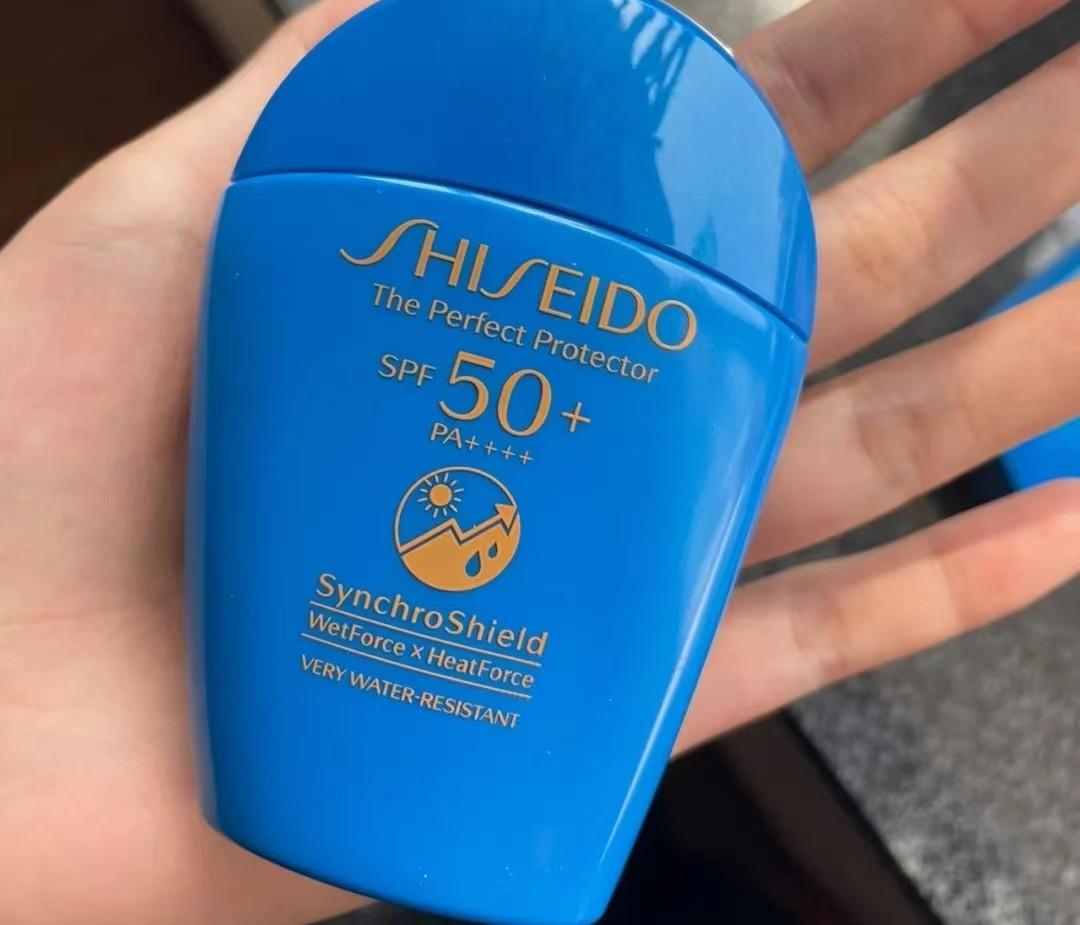 SHISEIDO
The Perfect Protector
SPF 50+
PA++++
SynchroShield
WetForce x HeatForce
VERY WATER-RESISTANT